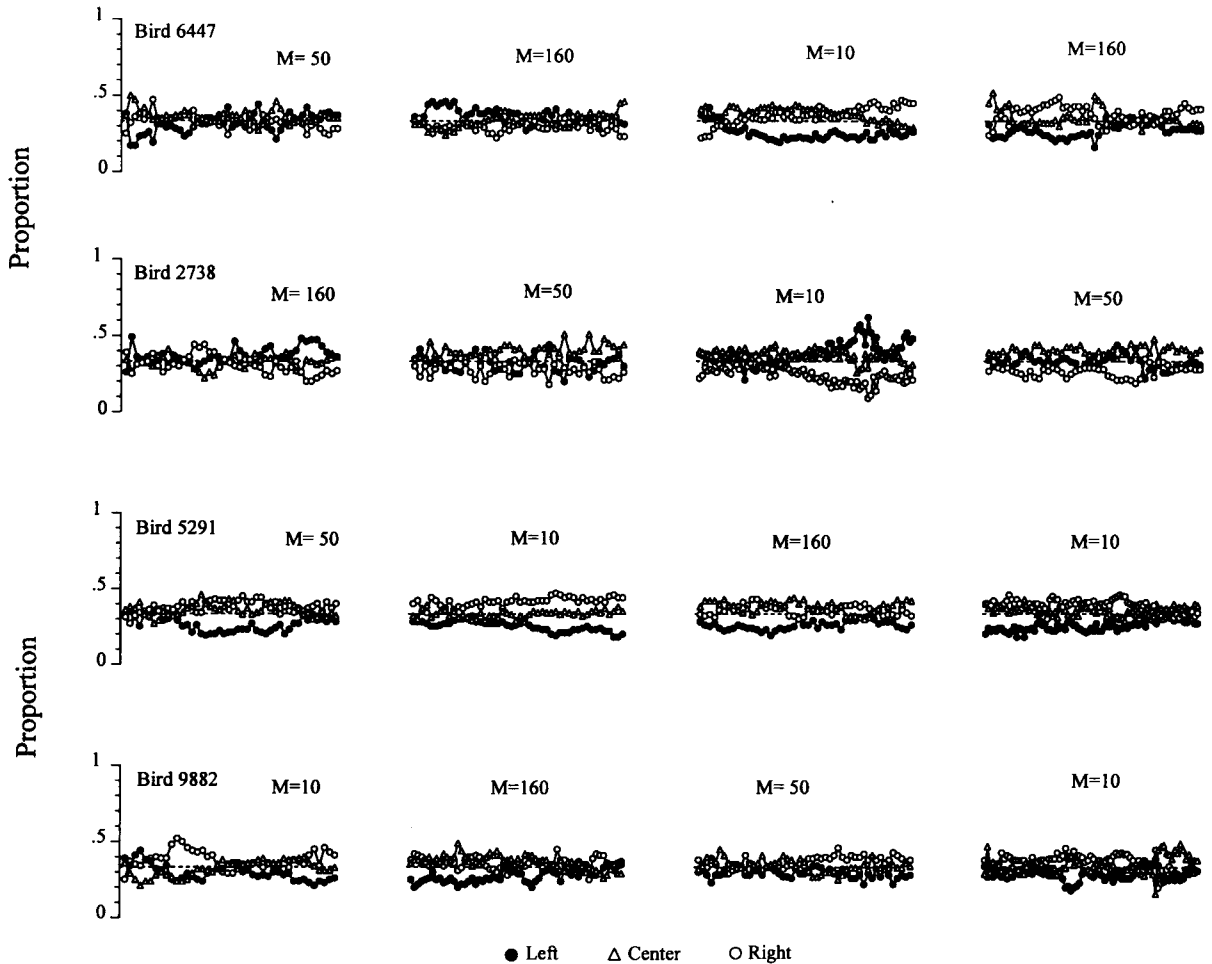 1
Bird 6447
M= 50
M=160
M=10
M=160
.5
0
Proportion
1
Bird 2738
M= 160
M=50
M=10
M=50
.5
0
1
Bird 5291
M= 50
M=10
M=160
M=10
.5
0
Proportion
1
Bird 9882
M=10
M=160
M= 50
M=10
.5
0
Left
Center
Right